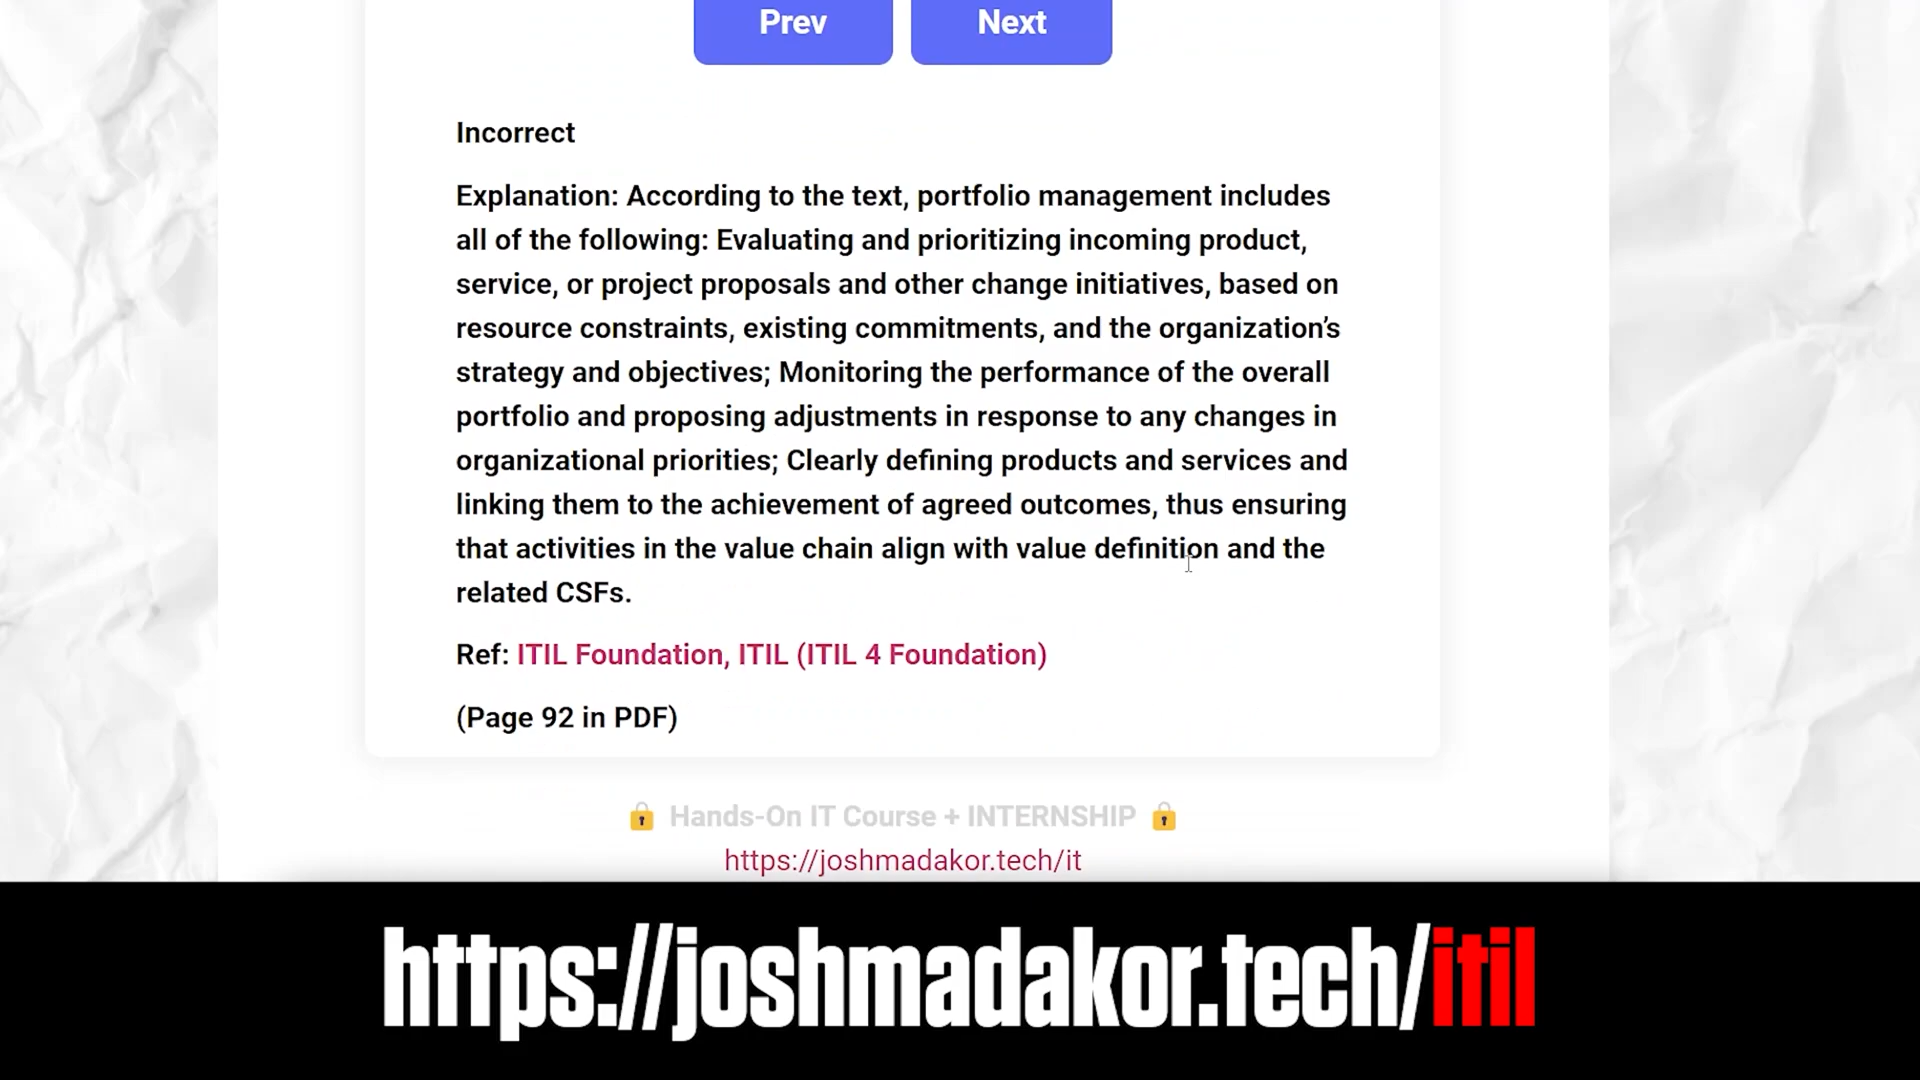 Prev
Next
Incorrect
Explanation: According to the text, portfolio management includes
all of the following: Evaluating and prioritizing incoming product,
service, or project proposals and other change initiatives, based on
resource constraints, existing commitments, and the organization’s
strategy and objectives; Monitoring the performance of the overall
portfolio and proposing adjustments in response to any changes in
organizational priorities; Clearly defining products and services and
linking them to the achievement of agreed outcomes, thus ensuring
that activities in the value chain align with value definition and the
related CSFs.
Ref: ITIL Foundation, ITIL (ITIL 4 Foundation)
(Page 92 in PDF)
Hands-On IT Course + INTERNSHIP
https://joshmadakor.tech/it
https://joshmadakor.tech/itil